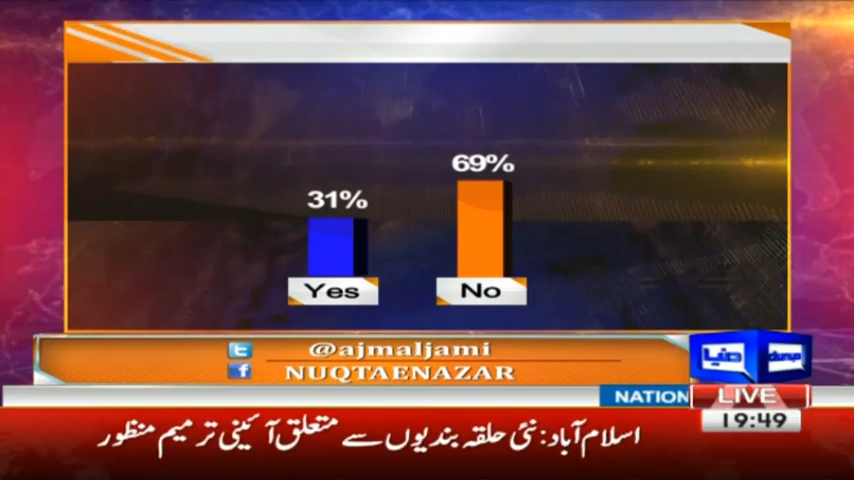 69%
31%
Yes
No
@ajmaljami
NUQTAENAZAR
دنیا
NATION
LIVE
19:49
اسلام آباد: نئی حلقہ بندیوں سے متعلق آئینی ترمیم منظور